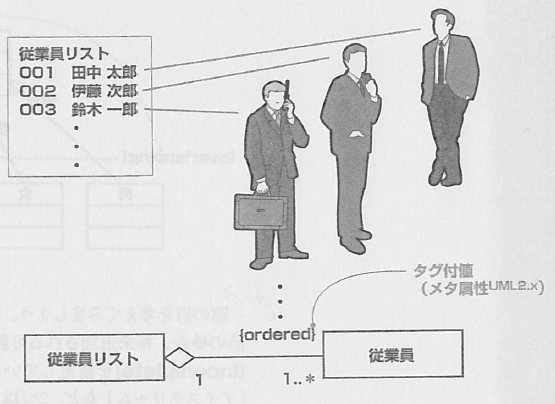 従業員リスト
001 田中 太郎
002 伊藤 次郎
003 鈴木 一郎
タグ付値
(メタ属性UML2.x)
{ordered}
従業員リスト
従業員
1
1..*